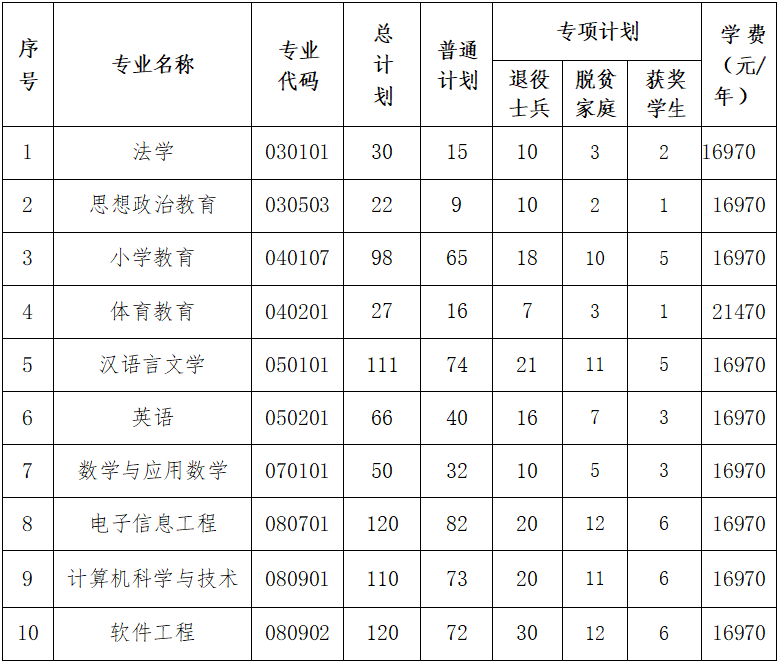 序号 专业名称 专业代码 总计划 普通计划 专项计划 学费（元/年）
退役士兵 脱贫家庭 获奖学生
1 法学 030101 30 15 10 3 2 16970
2 思想政治教育 030503 22 9 10 2 1 16970
3 小学教育 040107 98 65 18 10 5 16970
4 体育教育 040201 27 16 7 3 1 21470
5 汉语言文学 050101 111 74 21 11 5 16970
6 英语 050201 66 40 16 7 3 16970
7 数学与应用数学 070101 50 32 10 5 3 16970
8 电子信息工程 080701 120 82 20 12 6 16970
9 计算机科学与技术 080901 110 73 20 11 6 16970
10 软件工程 080902 120 72 30 12 6 16970